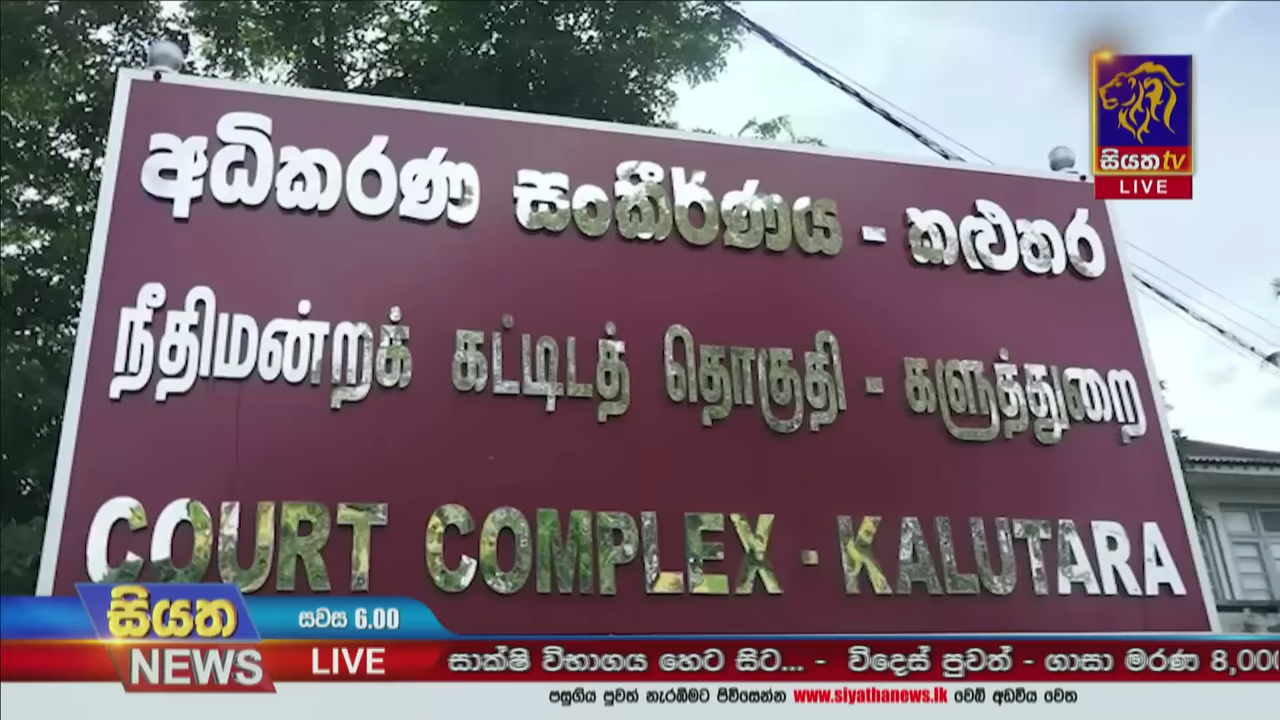 සියත tv
LIVE
අධිකරණ සංකීර්ණය - කළුතර
நீதிமன்றக் கட்டிடத் தொகுதி - களுத்துறை
COURT COMPLEX - KALUTARA
සියත
සවස 6.00
NEWS
LIVE
සාක්ෂි විභාගය හෙට සිට... - විදෙස් පුවත් - ගාසා මරණ 8,000
පසුගිය පුවත් නැරඹීමට පිවිසෙන්න www.siyathanews.lk වෙබ් අඩවිය වෙත